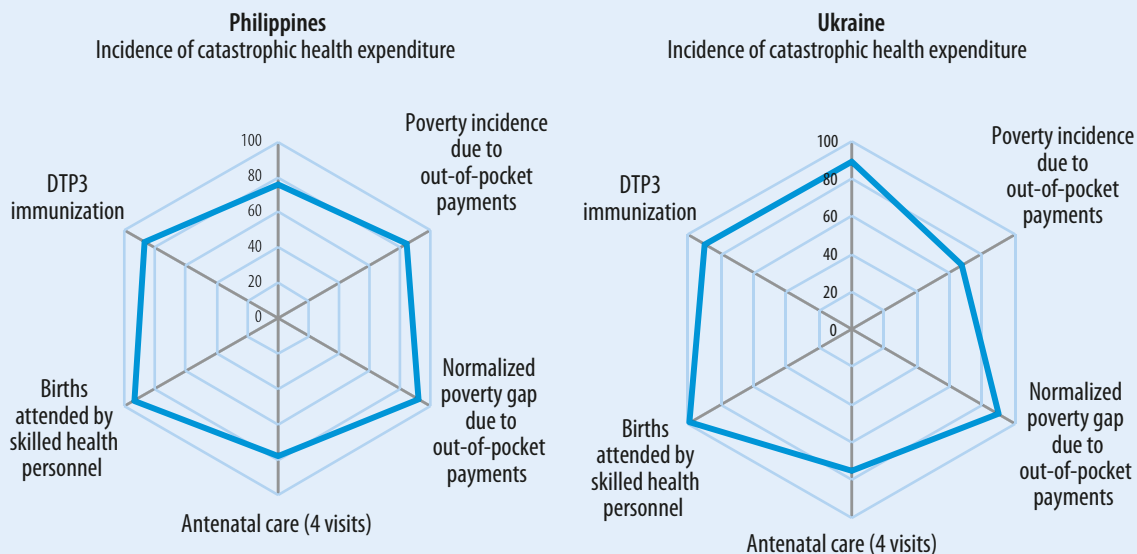 Philippines
Incidence of catastrophic health expenditure
100
80
60
40
20
0
Poverty incidence
due to
out-of-pocket
payments
Normalized
poverty gap
due to
out-of-pocket
payments
Antenatal care (4 visits)
Births
attended by
skilled health
personnel
DTP3
immunization
Ukraine
Incidence of catastrophic health expenditure
100
80
60
40
20
0
Poverty incidence
due to
out-of-pocket
payments
Normalized
poverty gap
due to
out-of-pocket
payments
Antenatal care (4 visits)
Births
attended by
skilled health
personnel
DTP3
immunization